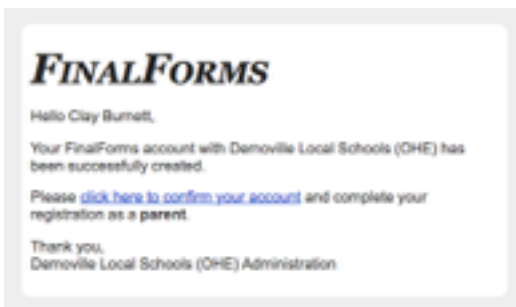 FINALFORMS
Hello Clay Burnett,
Your FinalForms account with Demoville Local Schools (OHE) has
been successfully created.
Please click here to confirm your account and complete your
registration as a parent.
Thank you,
Demoville Local Schools (OHE) Administration